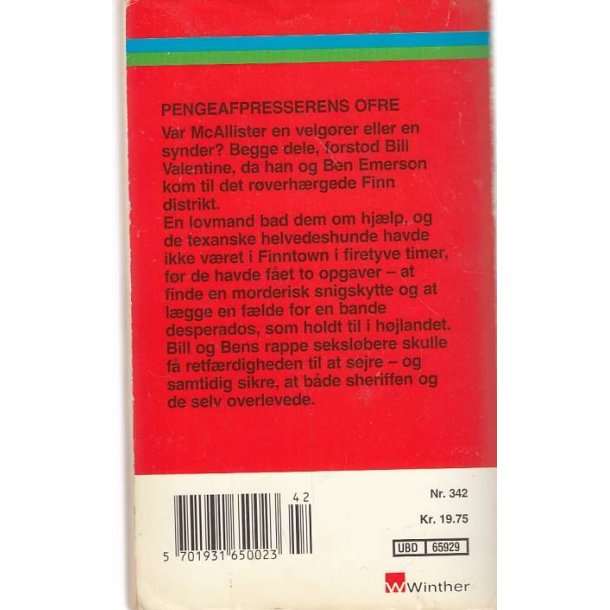 PENGEAFPRESSERENS OFRE
Var McAllister en velgører eller en
synder? Begge dele, forstod Bill
Valentine, da han og Ben Emerson
kom til det røverhærgede Finn
distrikt.
En lovmand bad dem om hjælp, og
de texanske helvedeshunde havde
ikke været i Finntown i firetyve timer,
før de havde fået to opgaver – at
finde en morderisk snigskytte og at
lægge en fælde for en bande
desperados, som holdt til i højlandet.
Bill og Bens rappe seksløbere skulle
få retfærdigheden til at sejre – og
samtidig sikre, at både sheriffen og
de selv overlevede.
42
5 701931 650023
Nr. 342
Kr. 19.75
UBD 65929
Winther